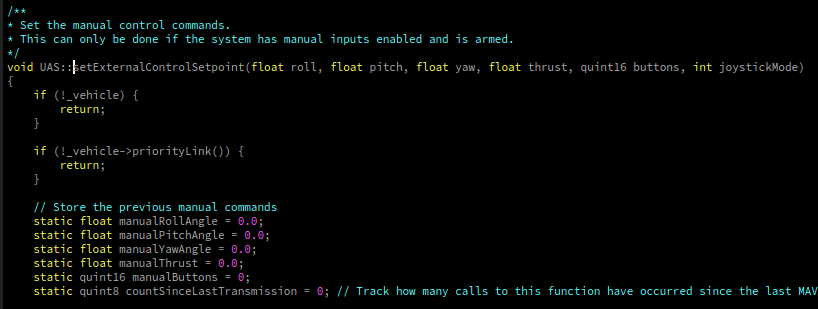 /**
* Set the manual control commands.
* This can only be done if the system has manual inputs enabled and is armed.
*/
void UAS::setExternalControlSetpoint(float roll, float pitch, float yaw, float thrust, quint16 buttons, int joystickMode)
{
    if (!_vehicle) {
        return;
    }

    if (!_vehicle->priorityLink()) {
        return;
    }

    // Store the previous manual commands
    static float manualRollAngle = 0.0;
    static float manualPitchAngle = 0.0;
    static float manualYawAngle = 0.0;
    static float manualThrust = 0.0;
    static quint16 manualButtons = 0;
    static quint8 countSinceLastTransmission = 0; // Track how many calls to this function have occurred since the last MAV